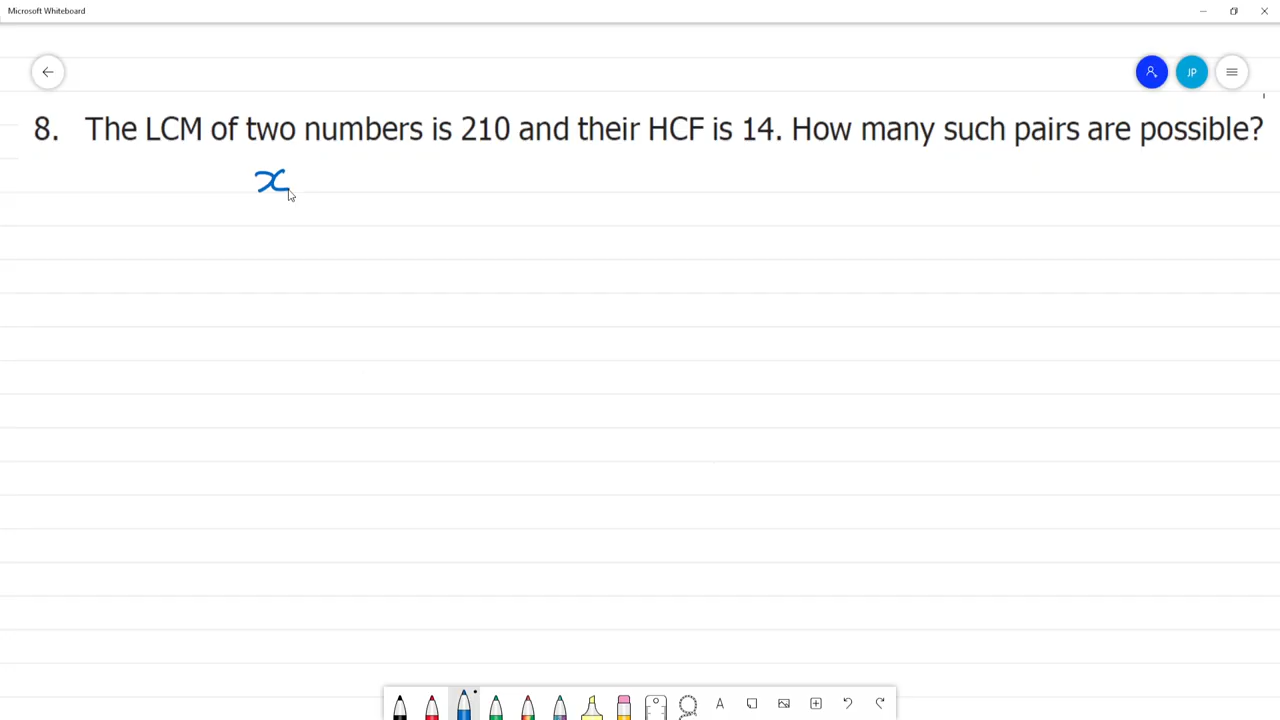 Microsoft Whiteboard
JP
8. The LCM of two numbers is 210 and their HCF is 14. How many such pairs are possible?
x
A